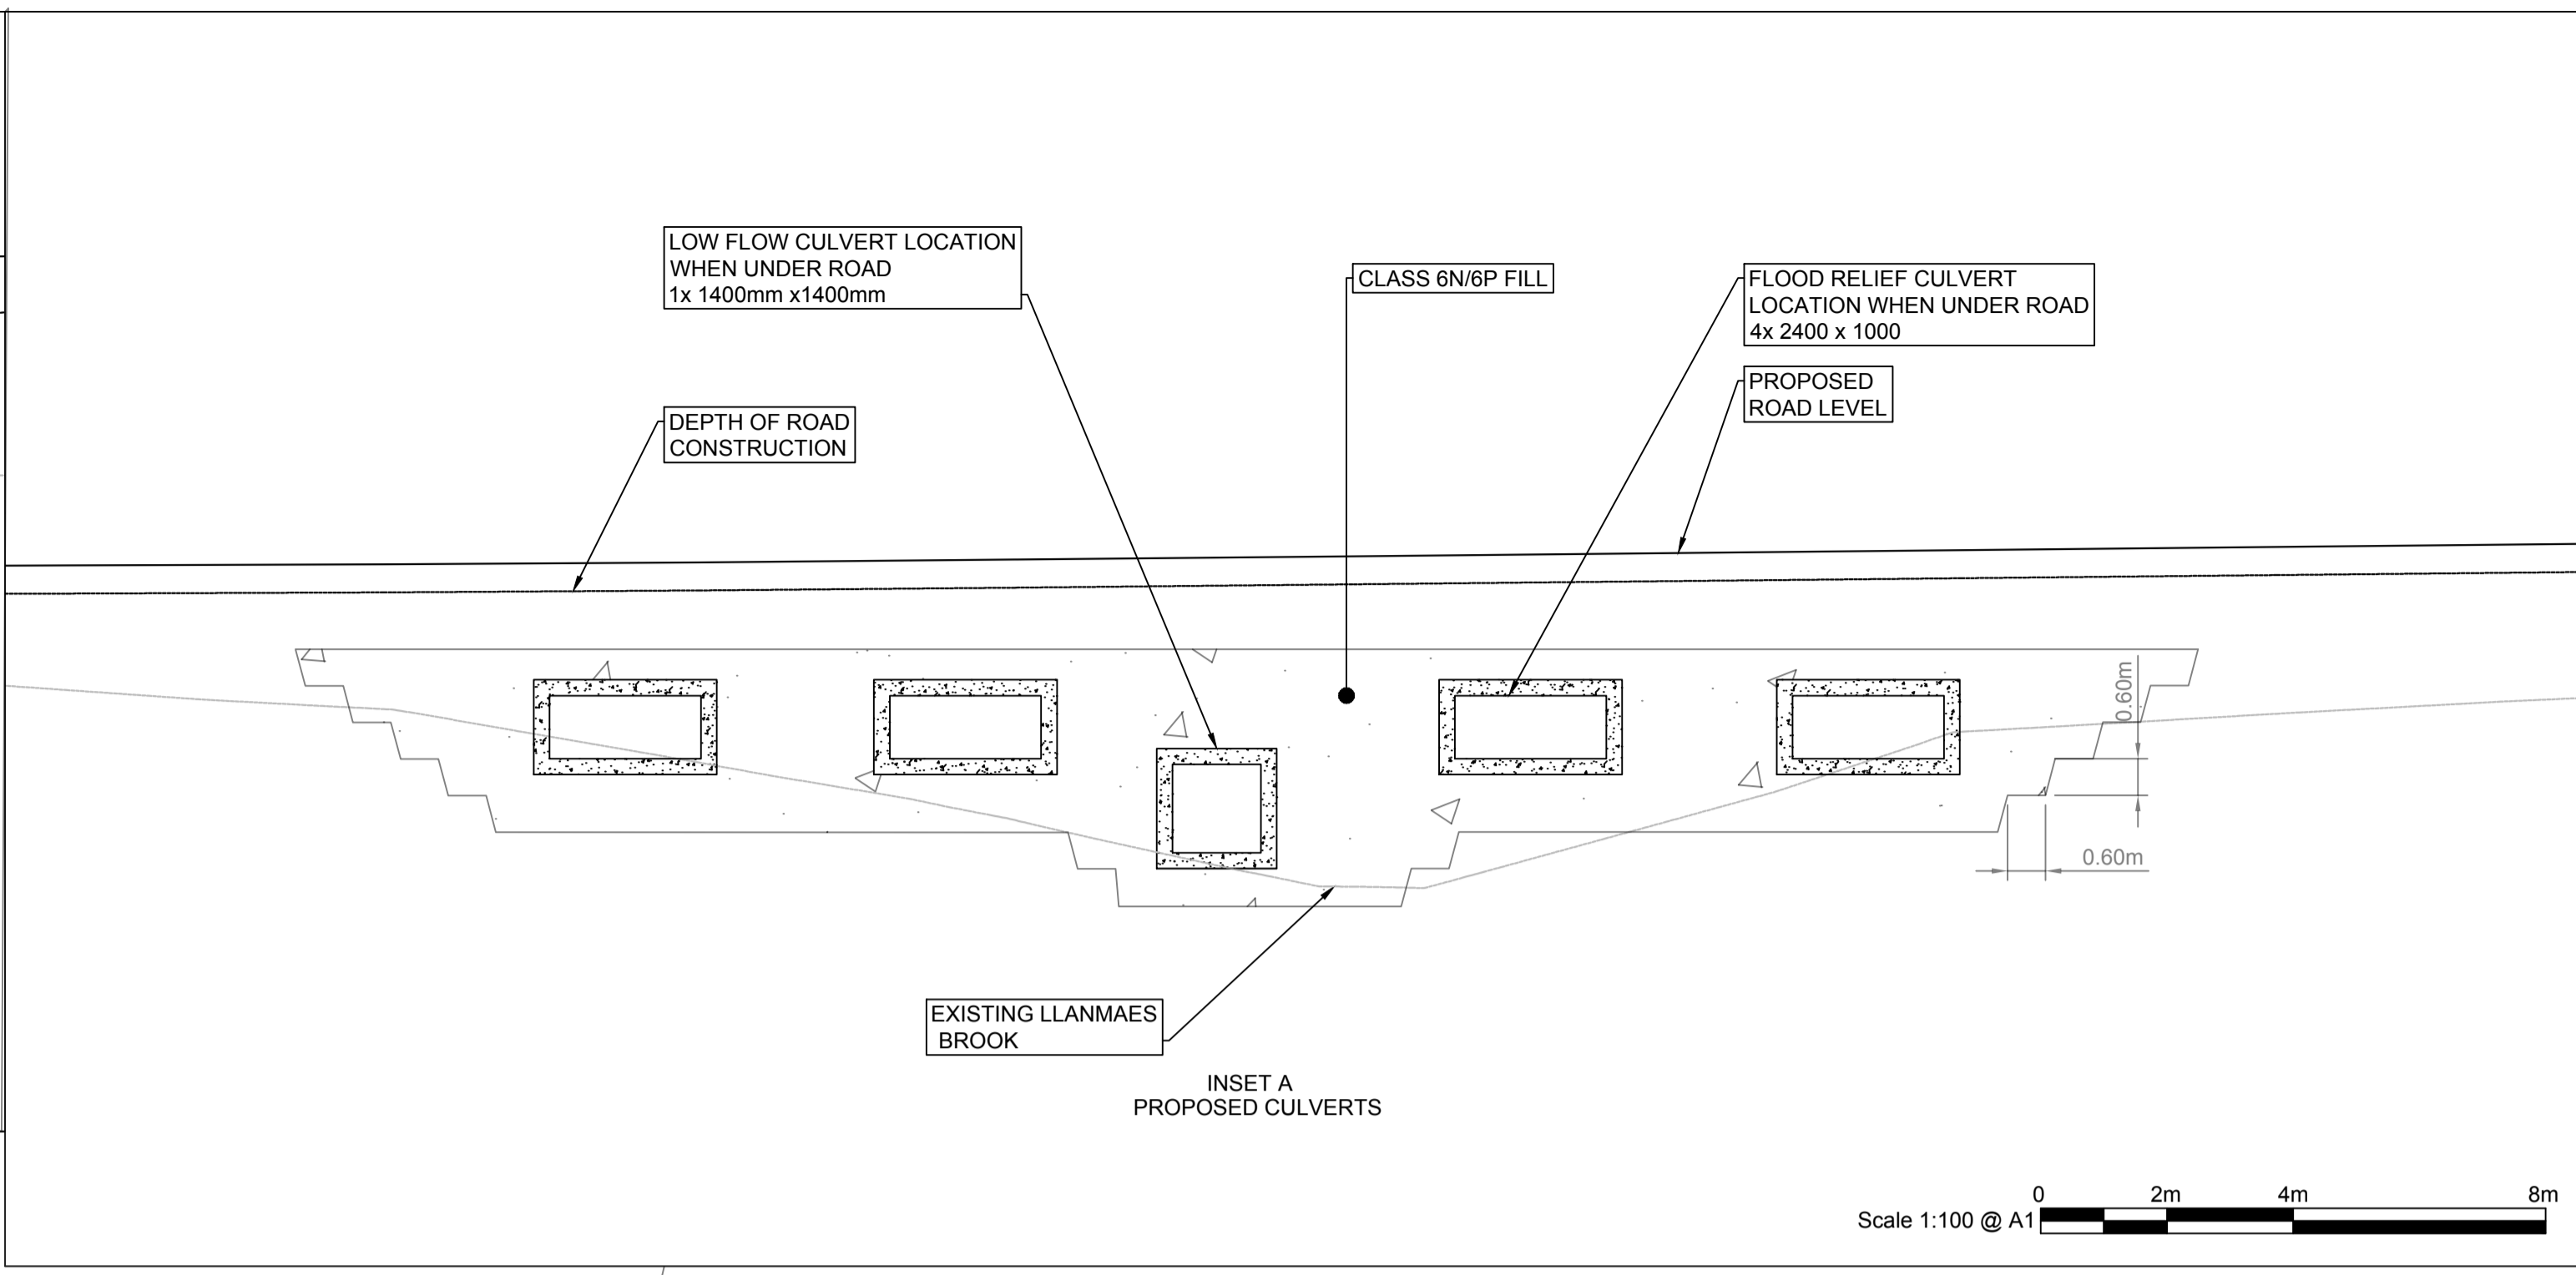 LOW FLOW CULVERT LOCATION
WHEN UNDER ROAD
1x 1400mm x1400mm
CLASS 6N/6P FILL
FLOOD RELIEF CULVERT
LOCATION WHEN UNDER ROAD
4x 2400 x 1000
PROPOSED
ROAD LEVEL
DEPTH OF ROAD
CONSTRUCTION
0.60m
0.60m
EXISTING LLANMAES
BROOK
INSET A
PROPOSED CULVERTS
0 2m 4m 8m
Scale 1:100 @ A1